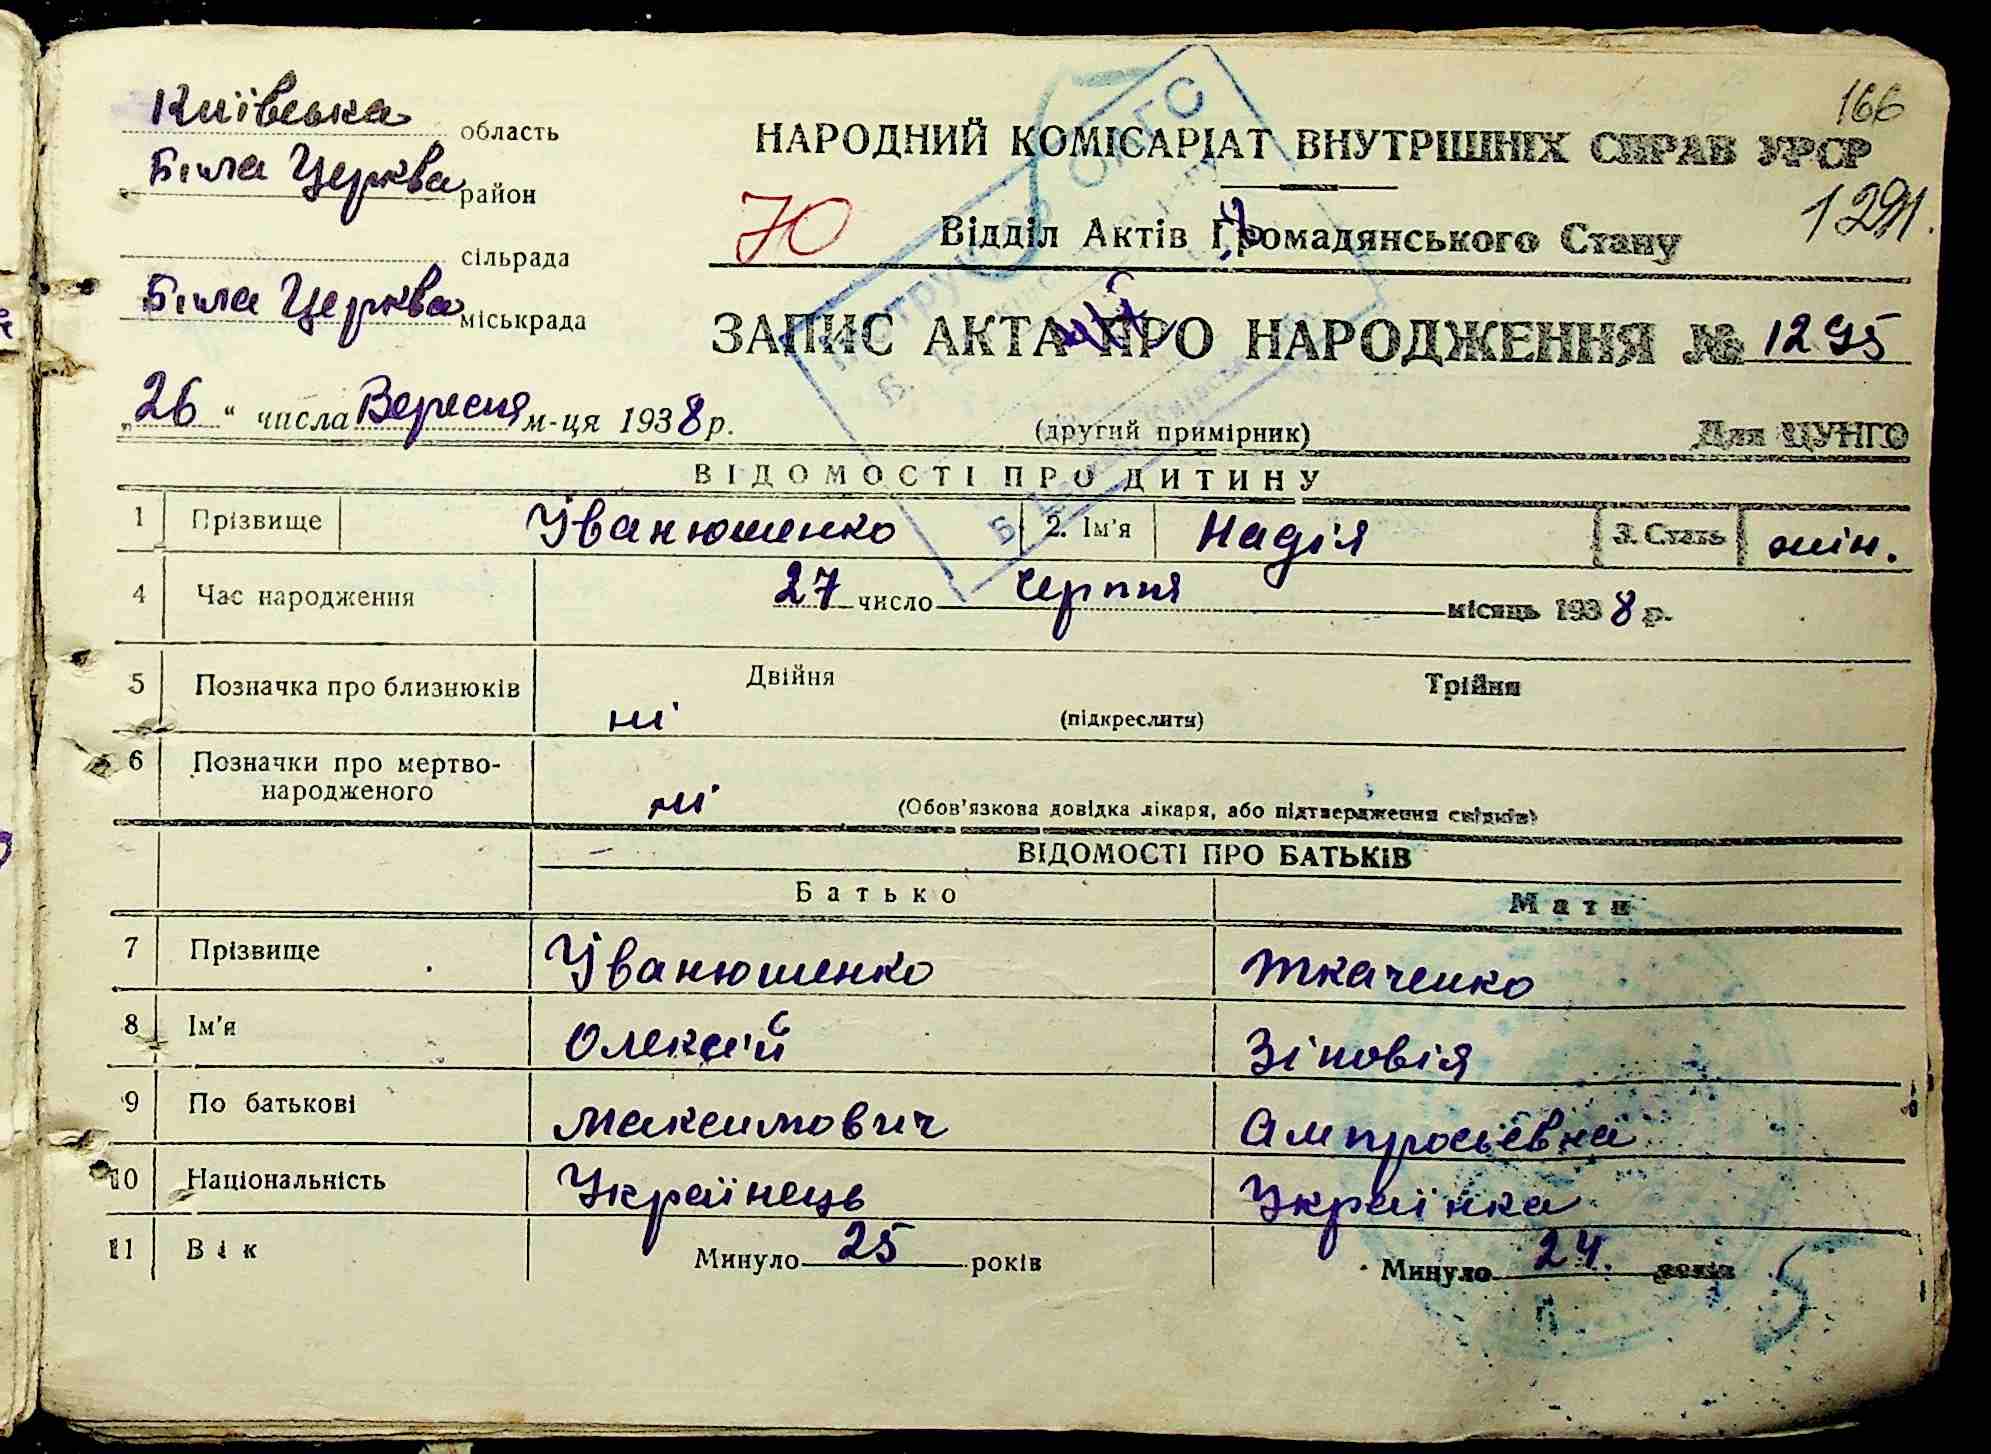 166
Київська область
Біла Церква район
сільрада
Біла Церква міськрада
НАРОДНИЙ КОМІСАРІАТ ВНУТРІШНІХ СПРАВ УРСР
1291.
Ю
Відділ Актів Громадянського Стану
ЗАПИС АКТА ПРО НАРОДЖЕННЯ № 1295
„26“ числа Вересня м-ця 1938 р.
(другий примірник)
Для ЦУНГО
ВІДОМОСТІ ПРО ДИТИНУ
1 Прізвище Іванюшенко 2. Ім'я Надія 3. Стать жін.
4 Час народження 27 число серпня місяць 1938 р.
5 Позначка про близнюків Двійня Трійня
ні (підкреслити)
6 Позначки про мертво-
народженого ні (Обов'язкова довідка лікаря, або підтвердження свідків)
ВІДОМОСТІ ПРО БАТЬКІВ
Батько Мати
7 Прізвище Іванюшенко Ткаченко
8 Ім'я Олексій Зіновія
9 По батькові Максимович Ампросьевна
10 Національність Українець Українка
11 Вік Минуло 25 років Минуло 24. років